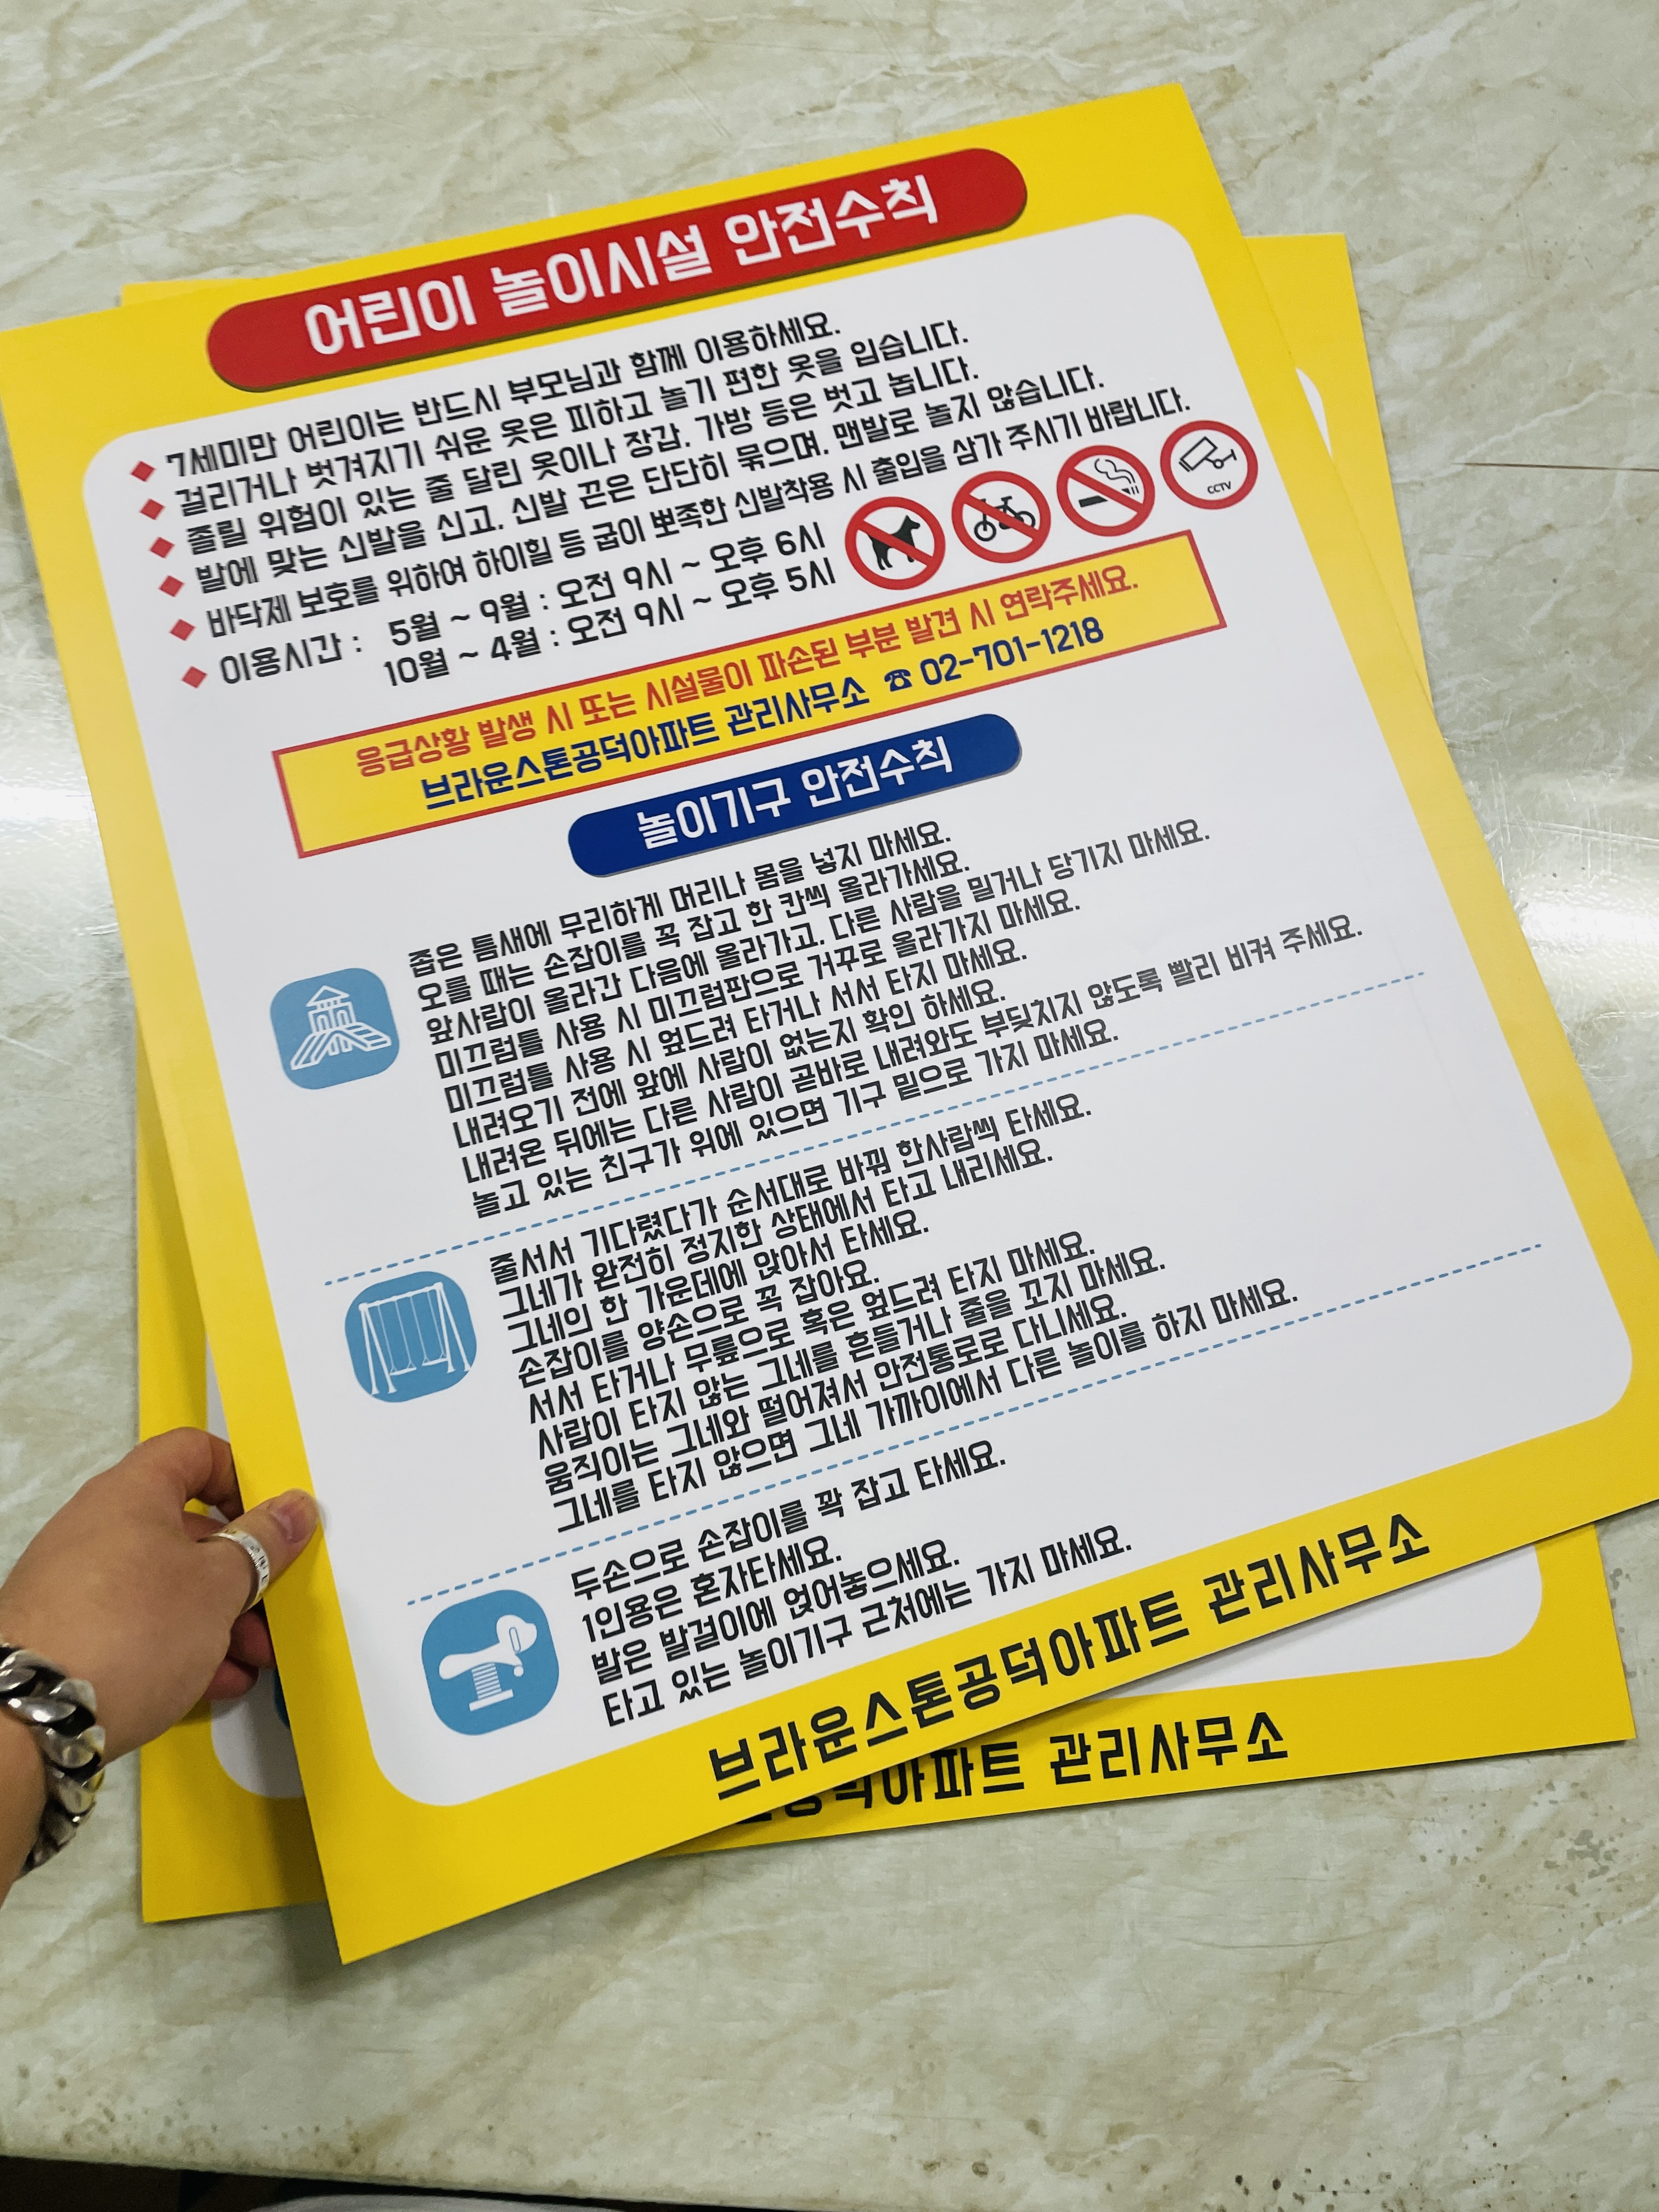 어린이 놀이시설 안전수칙
◆ 7세미만 어린이는 반드시 부모님과 함께 이용하세요.
◆ 걸리거나 벗겨지기 쉬운 옷은 피하고 놀기 편한 옷을 입습니다.
◆ 졸릴 위험이 있는 줄 달린 옷이나 장갑, 가방 등은 벗고 놉니다.
◆ 발에 맞는 신발을 신고, 신발 끈은 단단히 묶으며, 맨발로 놀지 않습니다.
◆ 바닥제 보호를 위하여 하이힐 등 굽이 뽀족한 신발착용 시 출입을 삼가 주시기 바랍니다.
◆ 이용시간 : 5월 ~ 9월 : 오전 9시 ~ 오후 6시
10월 ~ 4월 : 오전 9시 ~ 오후 5시
CCTV
응급상황 발생 시 또는 시설물이 파손된 부분 발견 시 연락주세요.
브라운스톤공덕아파트 관리사무소 ☎ 02-701-1218
놀이기구 안전수칙
좁은 틈새에 무리하게 머리나 몸을 넣지 마세요.
오를 때는 손잡이를 꼭 잡고 한 칸씩 올라가세요.
앞사람이 올라간 다음에 올라가고, 다른 사람을 밀거나 당기지 마세요.
미끄럼틀 사용 시 미끄럼판으로 거꾸로 올라가지 마세요.
미끄럼틀 사용 시 엎드려 타거나 서서 타지 마세요.
내려오기 전에 앞에 사람이 없는지 확인 하세요.
내려온 뒤에는 다른 사람이 곧바로 내려와도 부딪치지 않도록 빨리 비켜 주세요.
놀고 있는 친구가 위에 있으면 기구 밑으로 가지 마세요.
줄서서 기다렸다가 순서대로 바꿔 한사람씩 타세요.
그네가 완전히 정지한 상태에서 타고 내리세요.
그네의 한 가운데에 앉아서 타세요.
손잡이를 양손으로 꼭 잡아요.
서서 타거나 무릎으로 혹은 엎드려 타지 마세요.
사람이 타지 않는 그네를 흔들거나 줄을 꼬지 마세요.
움직이는 그네와 떨어져서 안전통로로 다니세요.
그네를 타지 않으면 그네 가까이에서 다른 놀이를 하지 마세요.
두손으로 손잡이를 꽉 잡고 타세요.
1인용은 혼자타세요.
발은 발걸이에 얹어놓으세요.
타고 있는 놀이기구 근처에는 가지 마세요.
브라운스톤공덕아파트 관리사무소
공덕아파트 관리사무소